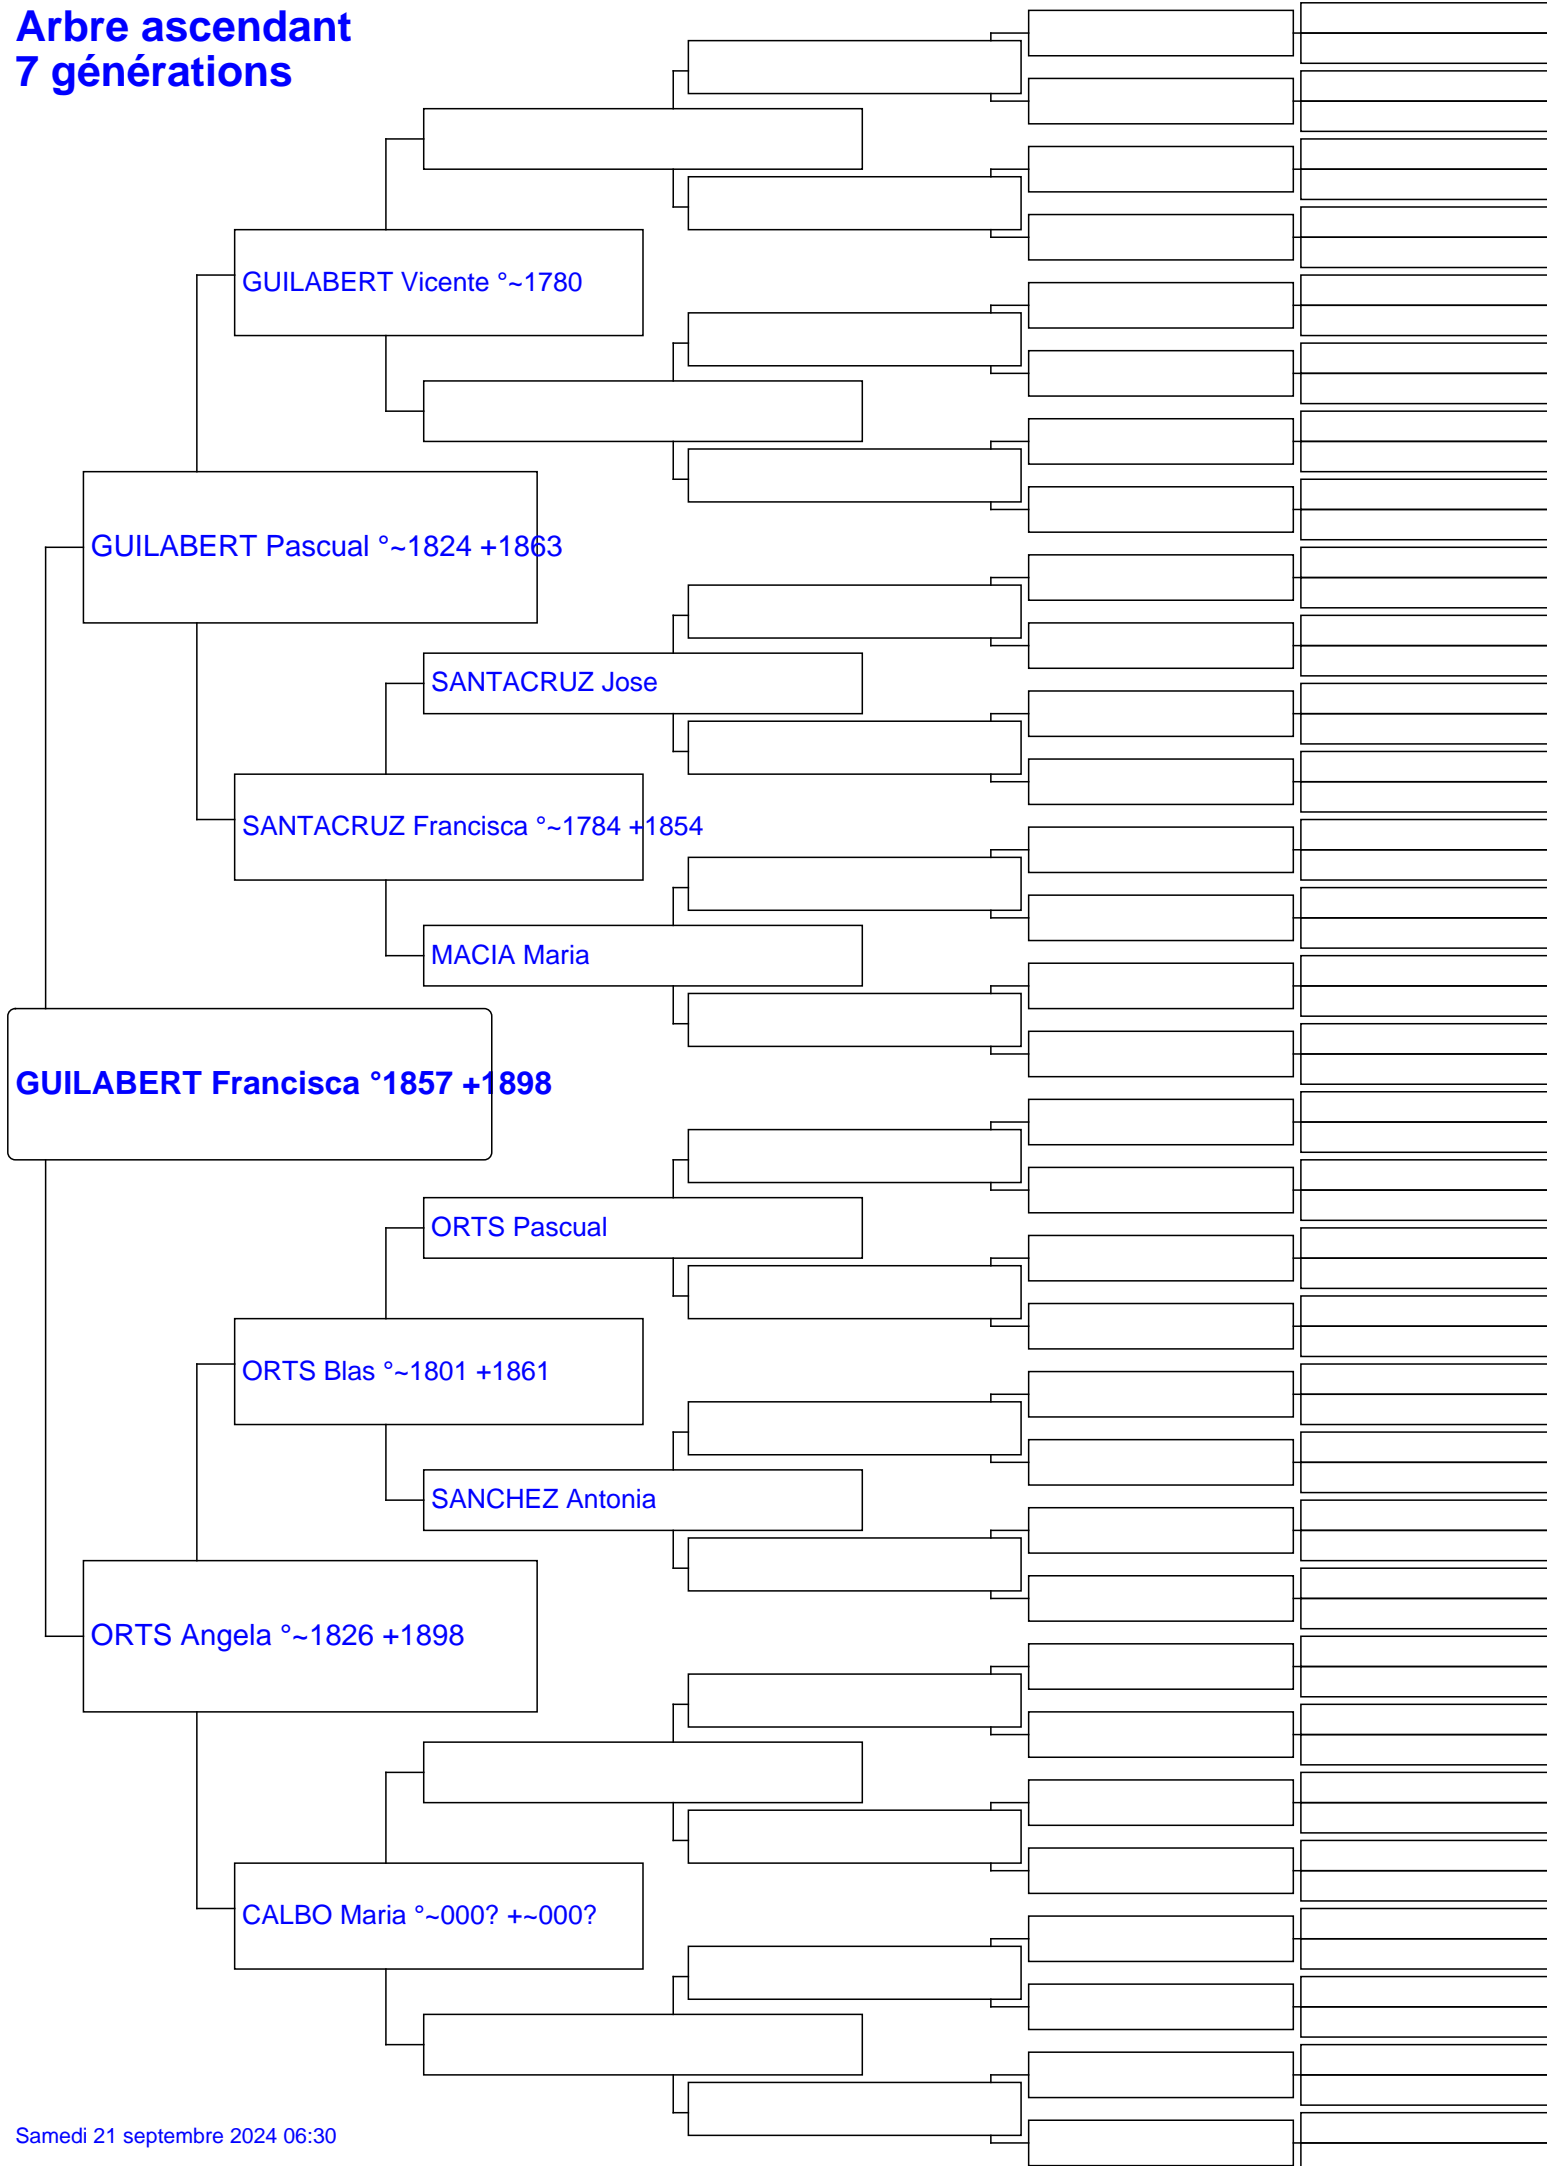 Arbre ascendant
7 générations
GUILABERT Vicente °~1780
GUILABERT Pascual °~1824 +1863
SANTACRUZ Jose
SANTACRUZ Francisca °~1784 +1854
MACIA Maria
GUILABERT Francisca °1857 +1898
ORTS Pascual
ORTS Blas °~1801 +1861
SANCHEZ Antonia
ORTS Angela °~1826 +1898
CALBO Maria °~000? +~000?
Samedi 21 septembre 2024 06:30